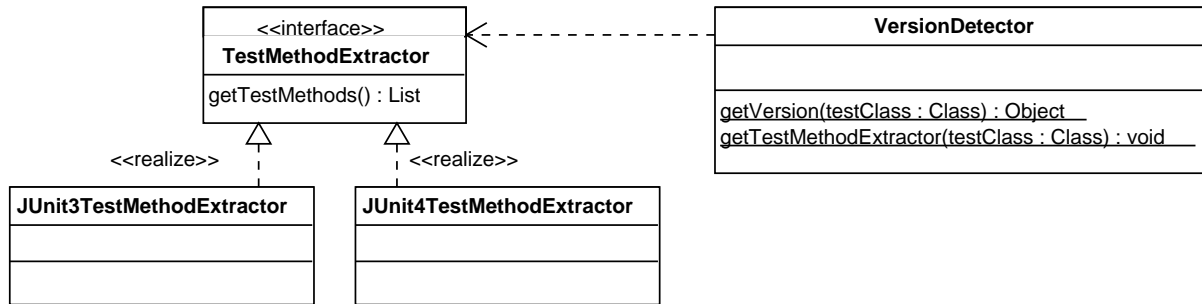 <<interface>>
TestMethodExtractor
getTestMethods() : List
VersionDetector
getVersion(testClass : Class) : Object
getTestMethodExtractor(testClass : Class) : void
<<realize>>
<<realize>>
JUnit3TestMethodExtractor
JUnit4TestMethodExtractor